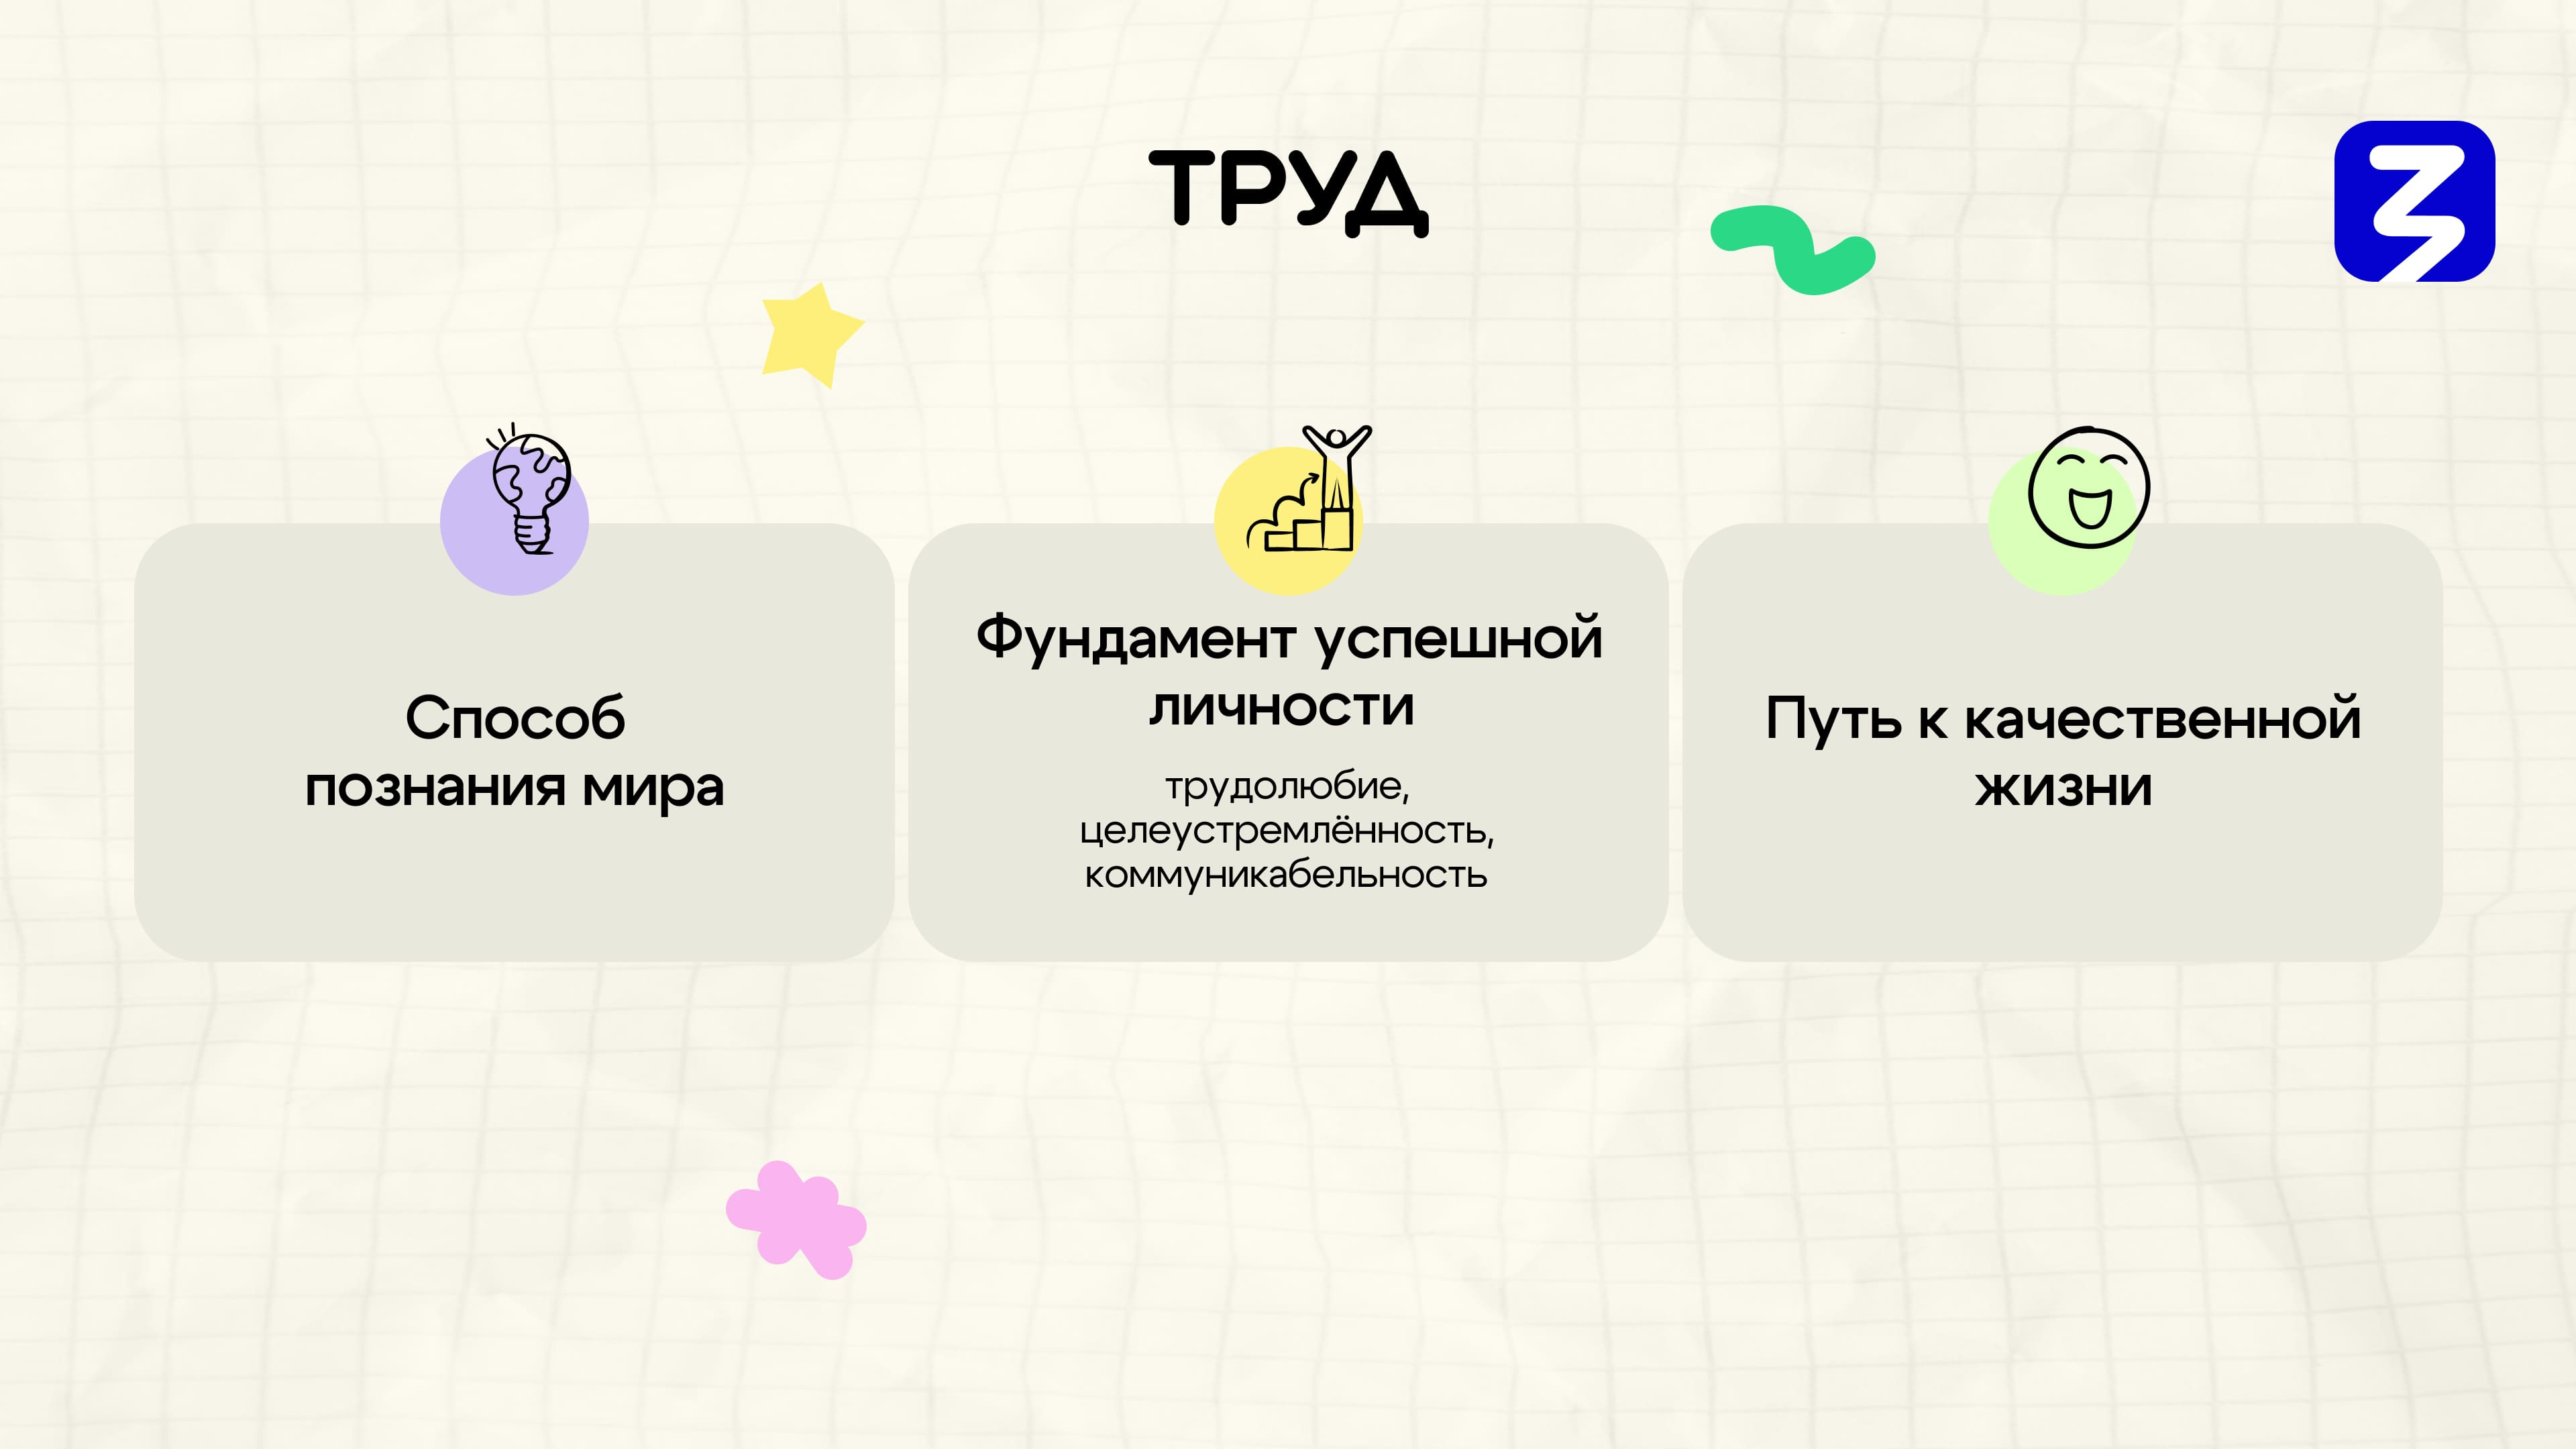 ТРУД
Способ
познания мира
Фундамент успешной
личности
трудолюбие,
целеустремлённость,
коммуникабельность
Путь к качественной
жизни